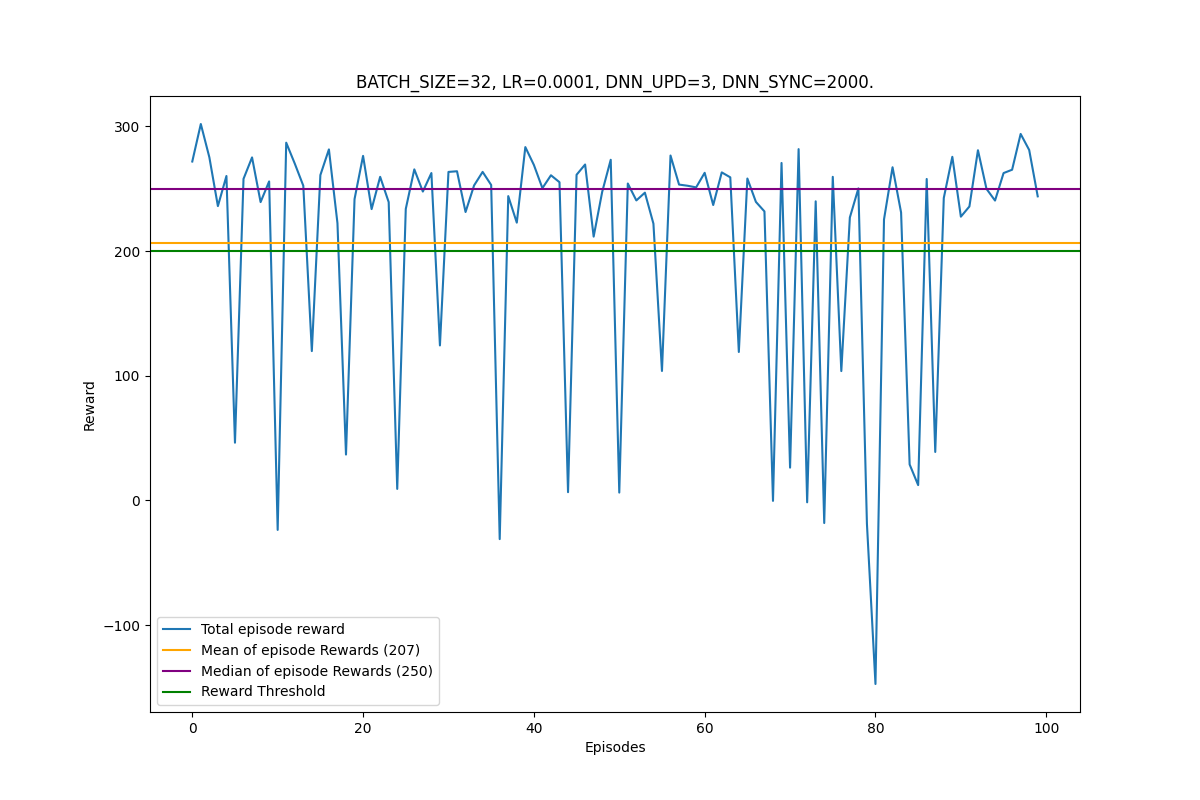 BATCH_SIZE=32, LR=0.0001, DNN_UPD=3, DNN_SYNC=2000.
300
200
100
0
−100
Reward
Total episode reward
Mean of episode Rewards (207)
Median of episode Rewards (250)
Reward Threshold
0 20 40 60 80 100
Episodes